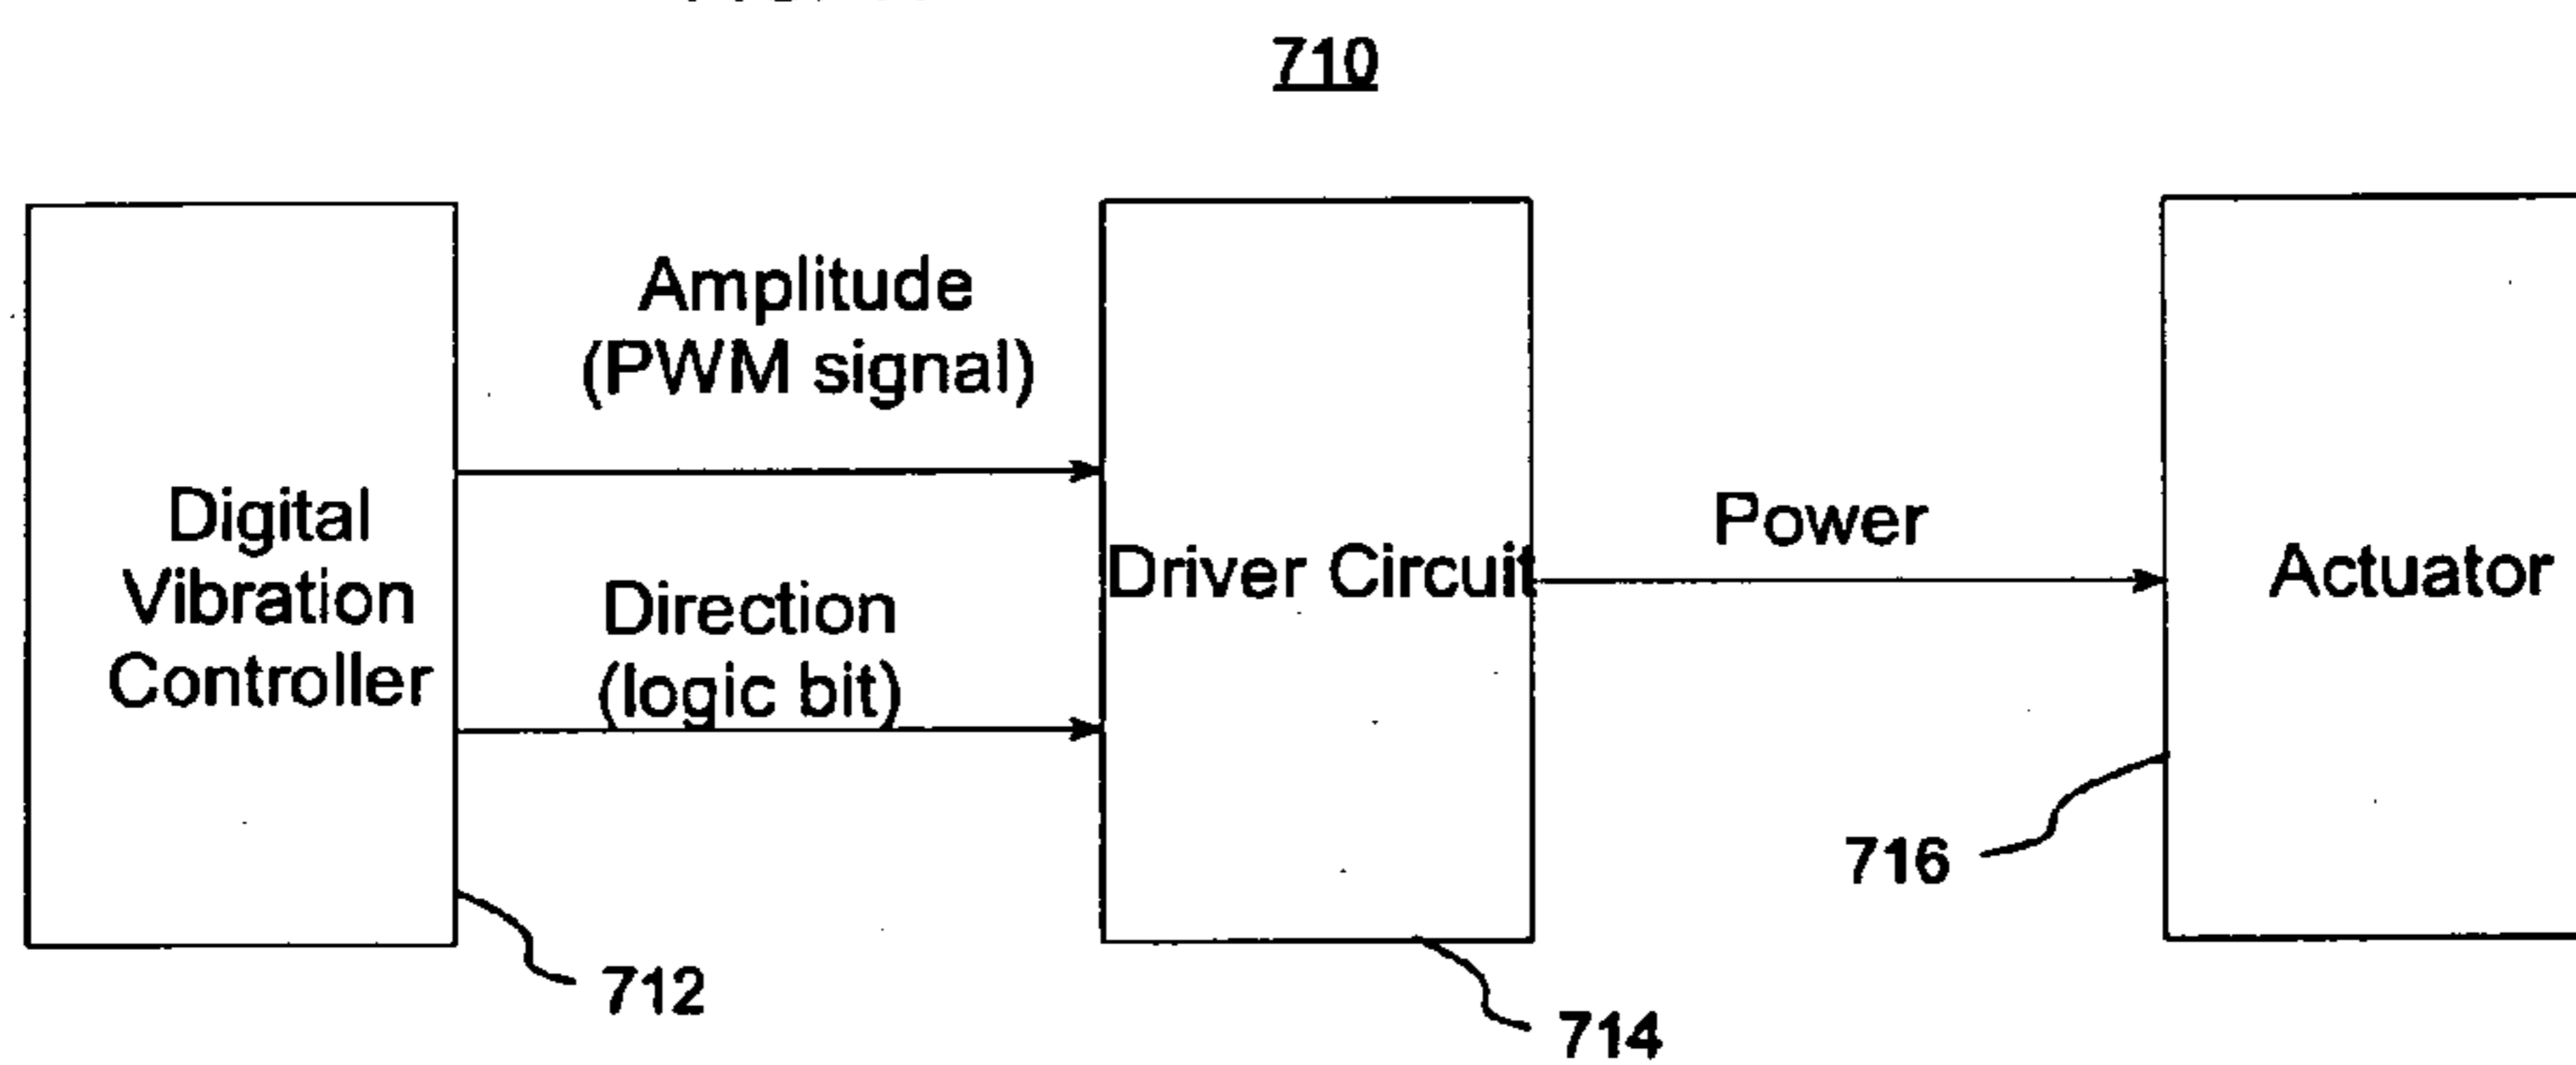 710
Amplitude
(PWM signal)
Digital
Vibration
Controller
Direction
(logic bit)
Driver Circuit
Power
Actuator
716
712
714